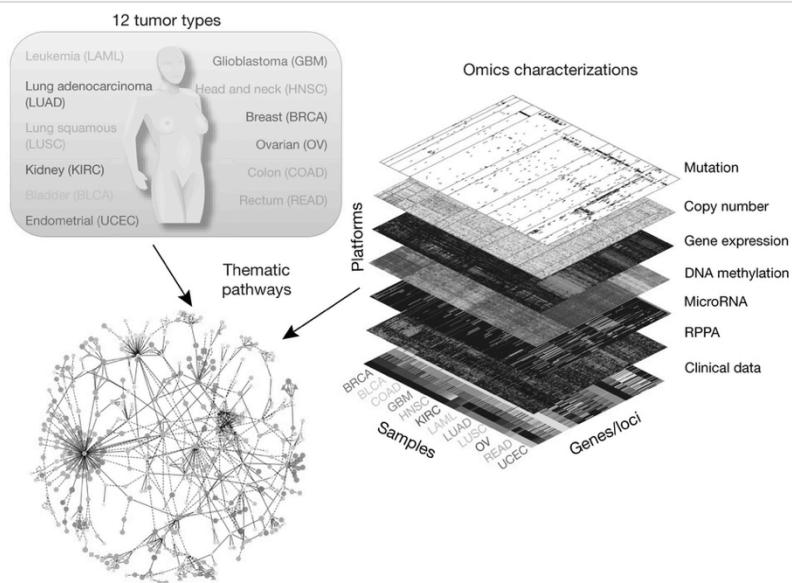 12 tumor types
Leukemia (LAML)
Lung adenocarcinoma
(LUAD)
Lung squamous
(LUSC)
Kidney (KIRC)
Bladder (BLCA)
Endometrial (UCEC)
Glioblastoma (GBM)
Head and neck (HNSC)
Breast (BRCA)
Ovarian (OV)
Colon (COAD)
Rectum (READ)
Thematic
pathways
Omics characterizations
Platforms
Mutation
Copy number
Gene expression
DNA methylation
MicroRNA
RPPA
Clinical data
BRCA
BLCA
COAD
GBM
HNSC
KIRC
LAML
LUAD
LUSC
OV
READ
UCEC
Samples
Genes/loci